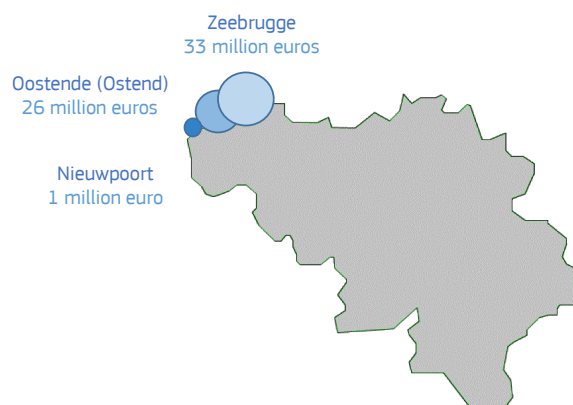 Zeebrugge
33 million euros
Oostende (Ostend)
26 million euros
Nieuwpoort
1 million euro